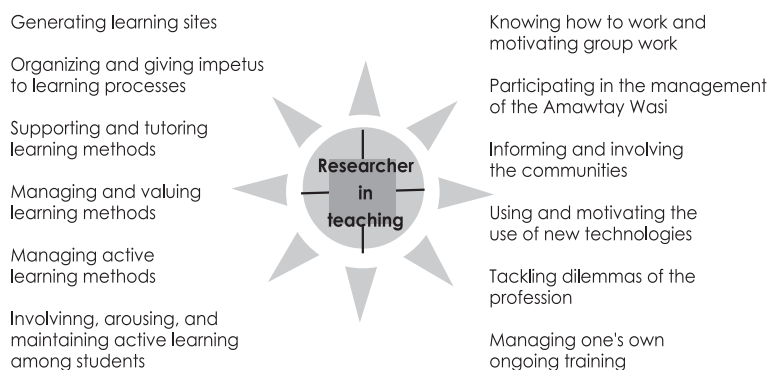 Generating learning sites
Organizing and giving impetus
to learning processes
Supporting and tutoring
learning methods
Managing and valuing
learning methods
Managing active
learning methods
Involvinng, arousing, and
maintaining active learning
among students
Researcher
in
teaching
Knowing how to work and
motivating group work
Participating in the management
of the Amawtay Wasi
Informing and involving
the communities
Using and motivating the
use of new technologies
Tackling dilemmas of the
profession
Managing one's own
ongoing training